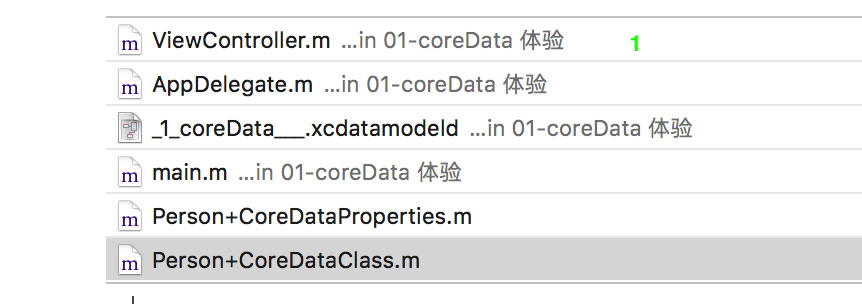 ViewController.m ...in 01-coreData 体验 1
AppDelegate.m ...in 01-coreData 体验
_1_coreData___.xcdatamodeld ...in 01-coreData 体验
main.m ...in 01-coreData 体验
Person+CoreDataProperties.m
Person+CoreDataClass.m